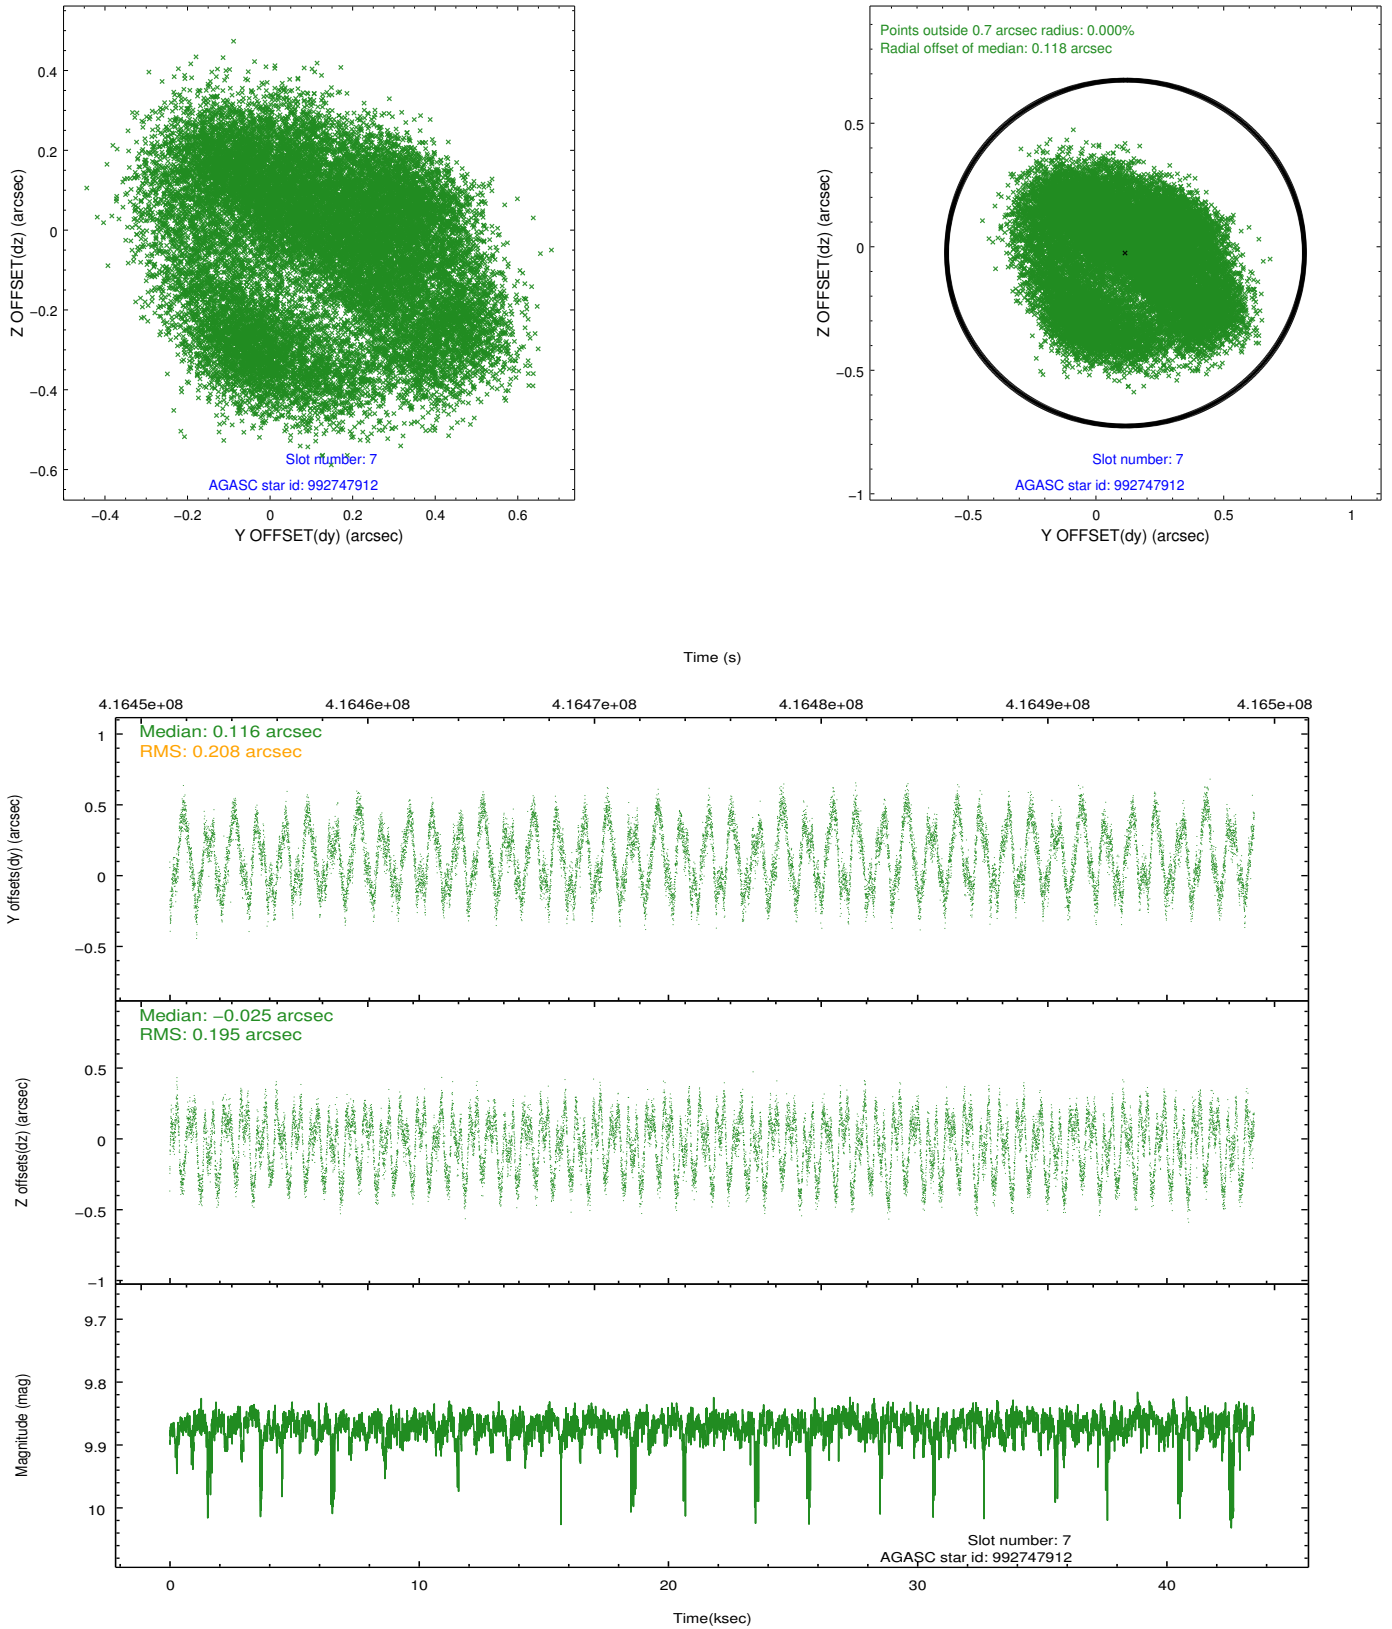 0.4
0.2
0
−0.2
−0.4
−0.6
Z OFFSET(dz) (arcsec)
Slot number: 7
AGASC star id: 992747912
−0.4
−0.2
0
0.2
0.4
0.6
Y OFFSET(dy) (arcsec)
Points outside 0.7 arcsec radius: 0.000%
Radial offset of median: 0.118 arcsec
0.5
0
−0.5
−1
Z OFFSET(dz) (arcsec)
Slot number: 7
AGASC star id: 992747912
−0.5
0
0.5
1
Y OFFSET(dy) (arcsec)
Time (s)
4.1645e+08
4.1646e+08
4.1647e+08
4.1648e+08
4.1649e+08
4.165e+08
Median: 0.116 arcsec
RMS: 0.208 arcsec
1
0.5
0
−0.5
Y offsets(dy) (arcsec)
Median: −0.025 arcsec
RMS: 0.195 arcsec
0.5
0
−0.5
−1
Z offsets(dz) (arcsec)
9.7
9.8
9.9
10
Magnitude (mag)
Slot number: 7
AGASC star id: 992747912
0
10
20
30
40
Time(ksec)